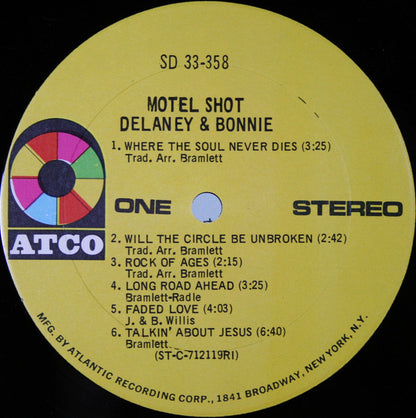 SD 33-358
MOTEL SHOT
DELANEY & BONNIE
1. WHERE THE SOUL NEVER DIES (3:25)
Trad. Arr. Bramlett
ONE STEREO
ATCO
2. WILL THE CIRCLE BE UNBROKEN (2:42)
Trad. Arr. Bramlett
3. ROCK OF AGES (2:15)
Trad. Arr. Bramlett
4. LONG ROAD AHEAD (3:25)
Bramlett-Radle
5. FADED LOVE (4:03)
J. & B. Willis
6. TALKIN' ABOUT JESUS (6:40)
Bramlett
(ST-C-712119RI)
MFG. BY ATLANTIC RECORDING CORP., 1841 BROADWAY, NEW YORK, N.Y.